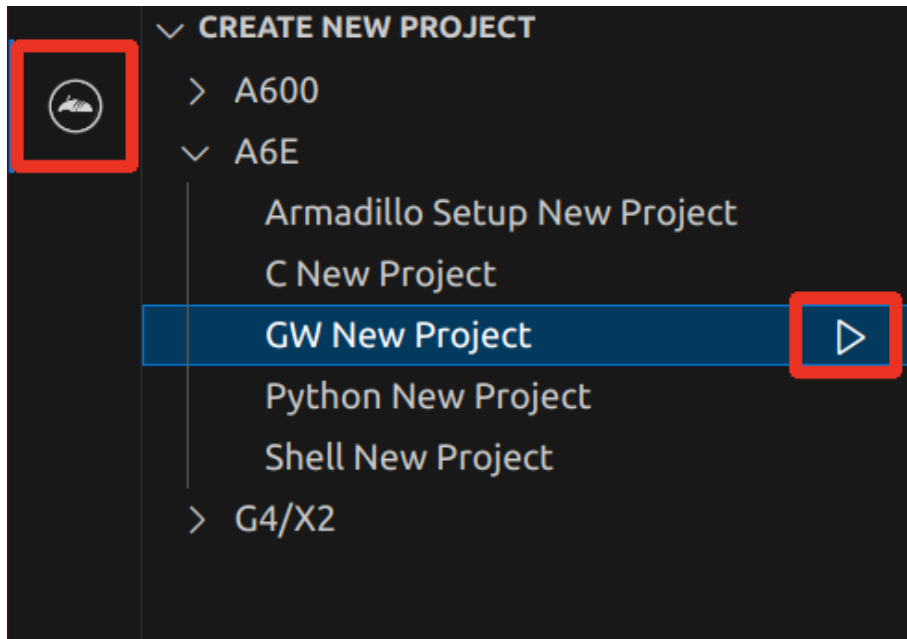 CREATE NEW PROJECT
A600
A6E
Armadillo Setup New Project
C New Project
GW New Project
Python New Project
Shell New Project
G4/X2